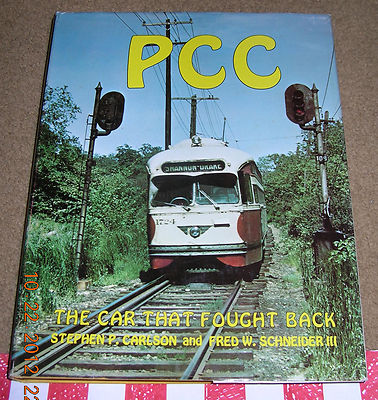 PCC
SHANNON-DRAKE
1724
THE CAR THAT FOUGHT BACK
STEPHEN P. CARLSON and FRED W. SCHNEIDER III
10.22.2012